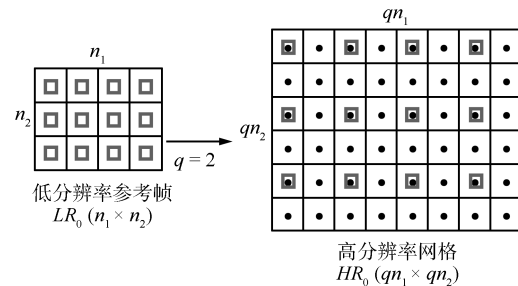 n₁
n₂
q = 2
低分辨率参考帧
LR₀ (n₁ × n₂)
qn₁
qn₂
高分辨率网格
HR₀ (qn₁ × qn₂)